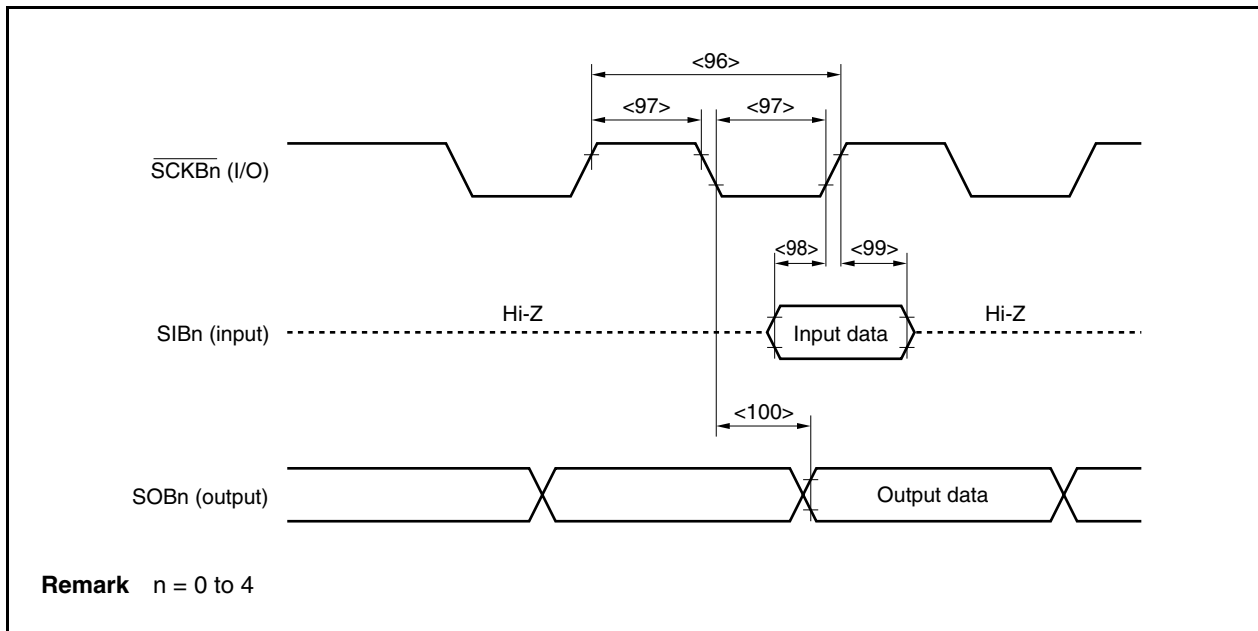 <96>
<97> <97>
SCKBn (I/O)
<98> <99>
Hi-Z Hi-Z
SIBn (input) Input data
<100>
SOBn (output) Output data
Remark n = 0 to 4